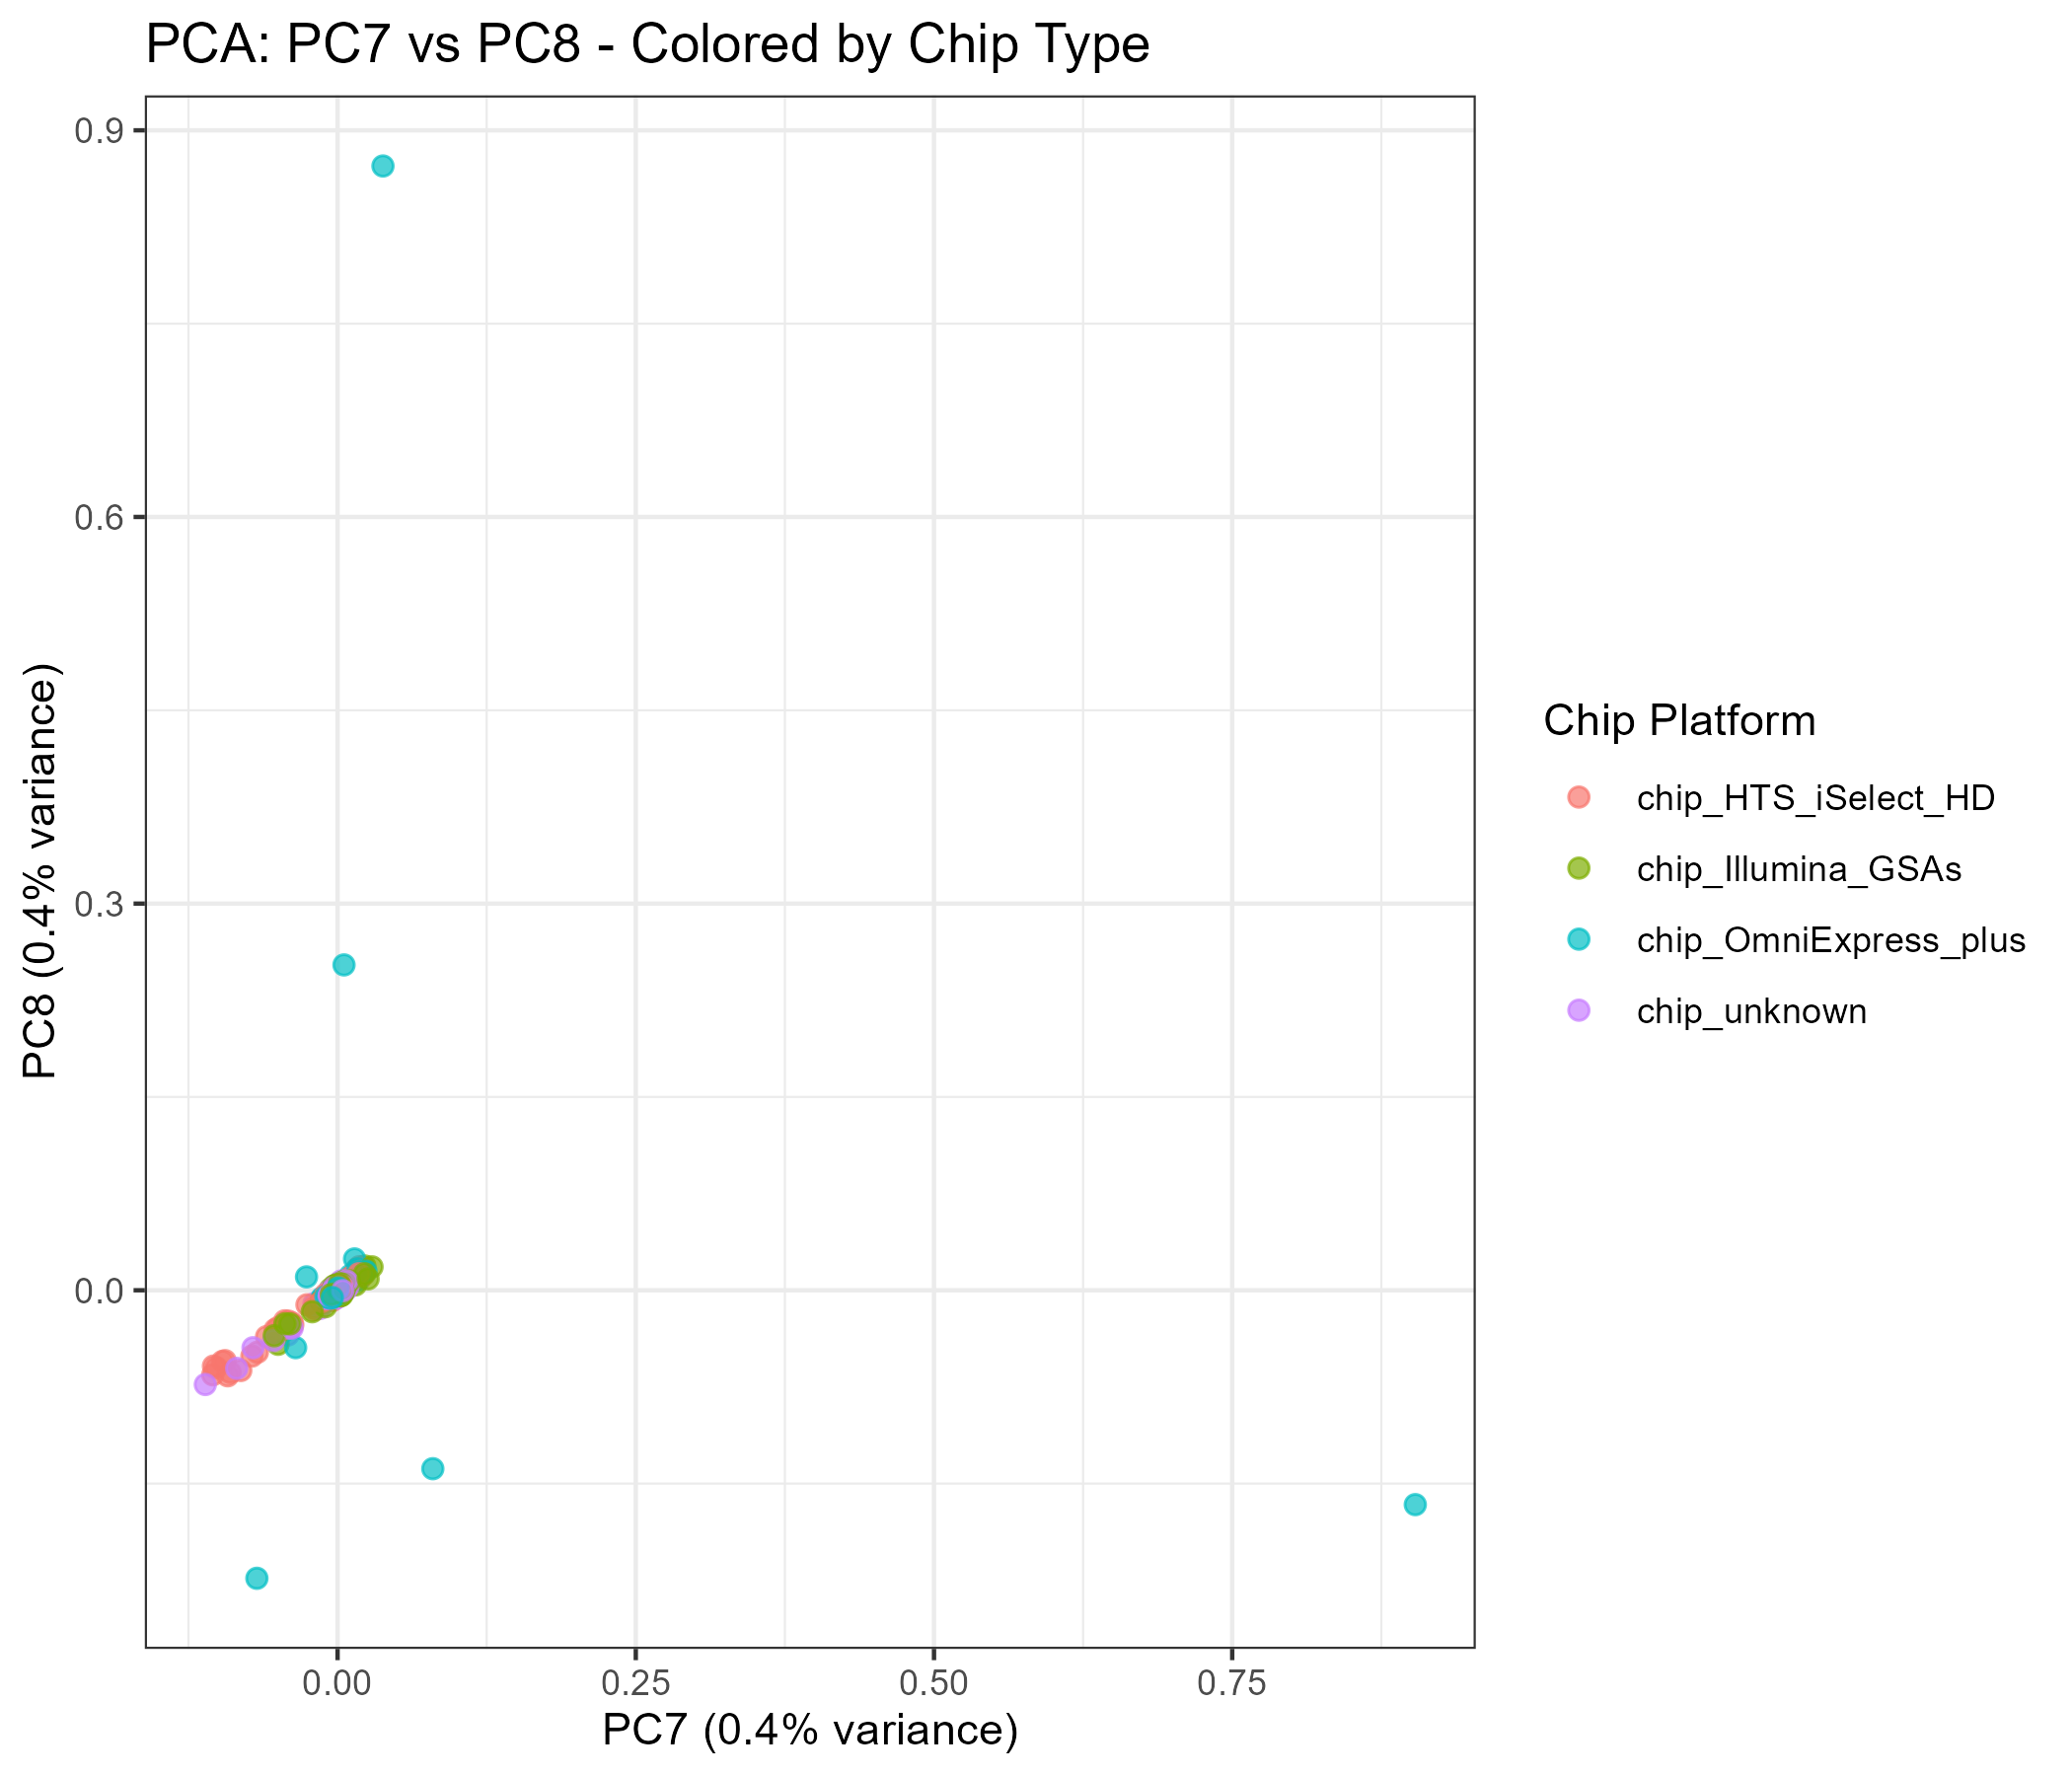 PCA: PC7 vs PC8 - Colored by Chip Type
0.9
0.6
0.3
0.0
PC8 (0.4% variance)
0.00
0.25
0.50
0.75
PC7 (0.4% variance)
Chip Platform
chip_HTS_iSelect_HD
chip_Illumina_GSAs
chip_OmniExpress_plus
chip_unknown